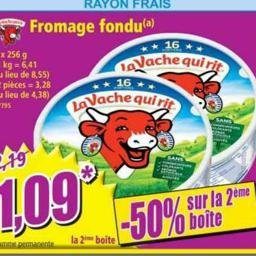 RAYON FRAIS
Fromage fondu(a)
x 256 g
kg = 6,41
u lieu de 8,55)
pièces = 3,28
u lieu de 4,38)
16
La Vache qui rit
16
La Vache qui rit
SANS
SANS
2,19
1,09*
la 2ème boîte
-50% sur la 2ème
boîte
amme permanente